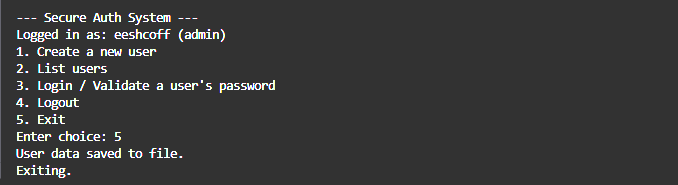 --- Secure Auth System ---
Logged in as: eeshcoff (admin)
1. Create a new user
2. List users
3. Login / Validate a user's password
4. Logout
5. Exit
Enter choice: 5
User data saved to file.
Exiting.